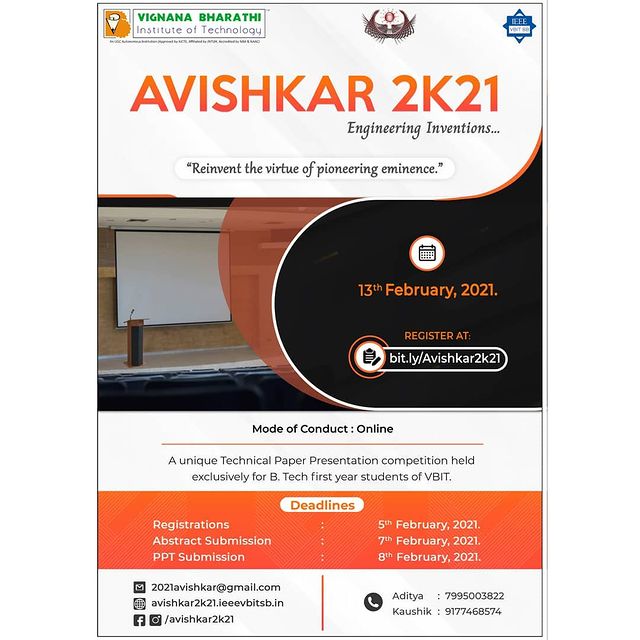 VIGNANA BHARATHI
Institute of Technology
IEEE
VBIT SB
AVISHKAR 2K21
Engineering Inventions...
“Reinvent the virtue of pioneering eminence.”
13th February, 2021.
REGISTER AT:
bit.ly/Avishkar2k21
Mode of Conduct : Online
A unique Technical Paper Presentation competition held
exclusively for B. Tech first year students of VBIT.
Deadlines
Registrations : 5th February, 2021.
Abstract Submission : 7th February, 2021.
PPT Submission : 8th February, 2021.
2021avishkar@gmail.com
avishkar2k21.ieeevbitsb.in
/avishkar2k21
Aditya : 7995003822
Kaushik : 9177468574